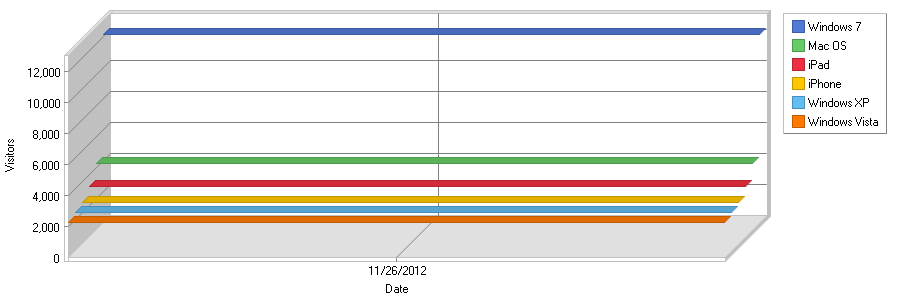 Visitors
12,000
10,000
8,000
6,000
4,000
2,000
0
11/26/2012
Date
Windows 7
Mac OS
iPad
iPhone
Windows XP
Windows Vista